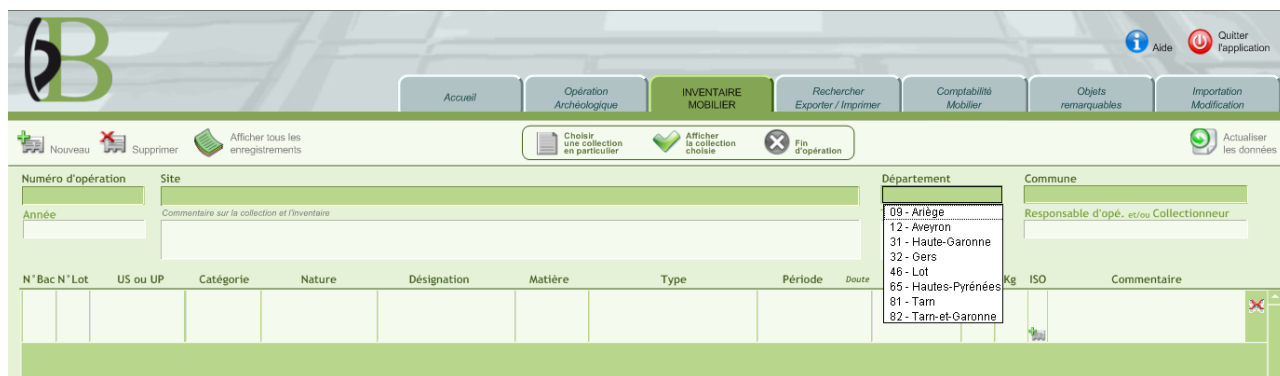 B
Aide
Quitter
l'application
Accueil
Opération
Archéologique
INVENTAIRE
MOBILIER
Rechercher
Exporter / Imprimer
Comptabilité
Mobilier
Objets
remarquables
Importation
Modification
Nouveau
Supprimer
Afficher tous les
enregistrements
Choisir
une collection
en particulier
Afficher
la collection
choisie
Fin
d'opération
Actualiser
les données
Numéro d'opération
Site
Département
Commune
Année
Commentaire sur la collection et l'inventaire
Responsable d'opé. et/ou Collectionneur
09 - Ariège
12 - Aveyron
31 - Haute-Garonne
32 - Gers
46 - Lot
65 - Hautes-Pyrénées
81 - Tarn
82 - Tarn-et-Garonne
N°Bac N°Lot US ou UP Catégorie Nature Désignation Matière Type Période Doute Kg ISO Commentaire